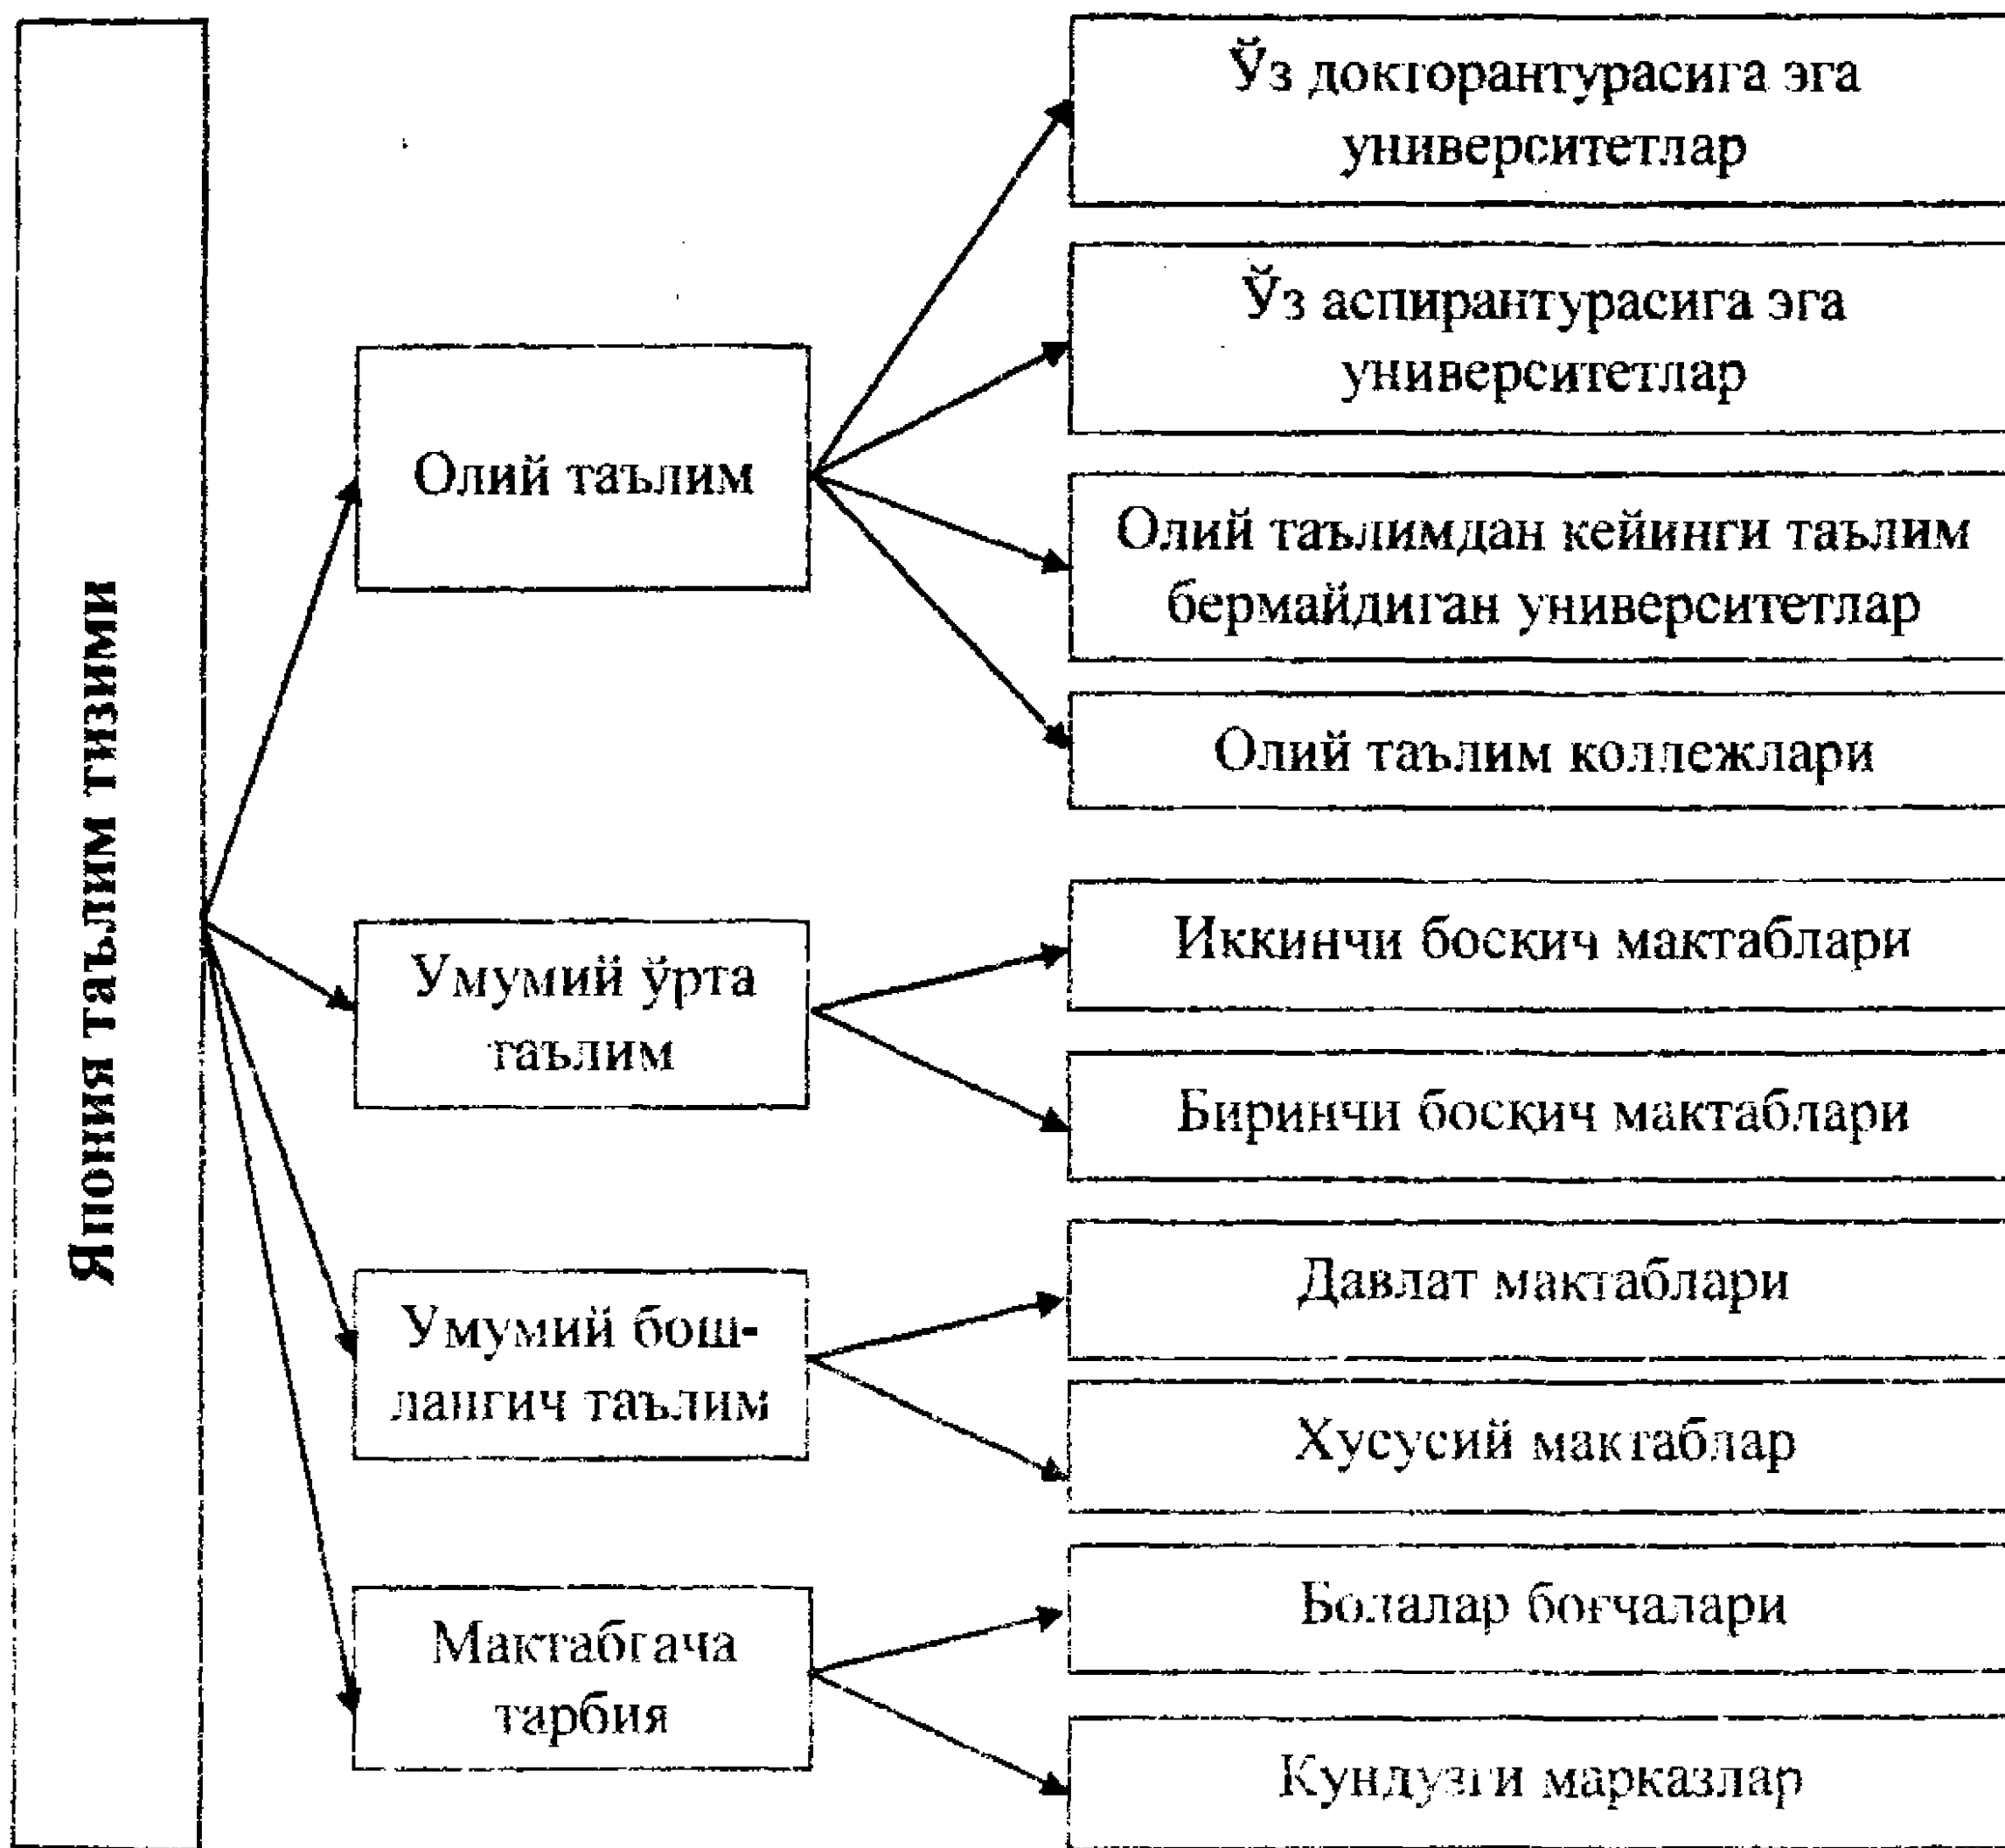 Япония таълим тизими
Олий таълим
Ўз докторантурасига эга
университетлар
Ўз аспирантурасига эга
университетлар
Олий таълимдан кейинги таълим
бермайдиган университетлар
Олий таълим коллежлари
Умумий ўрта
таълим
Иккинчи боскич мактаблари
Биринчи босқич мактаблари
Умумий бош-
лангич таълим
Давлат мактаблари
Хусусий мактаблар
Мактабгача
тарбия
Болалар боғчалари
Кундузги марказлар